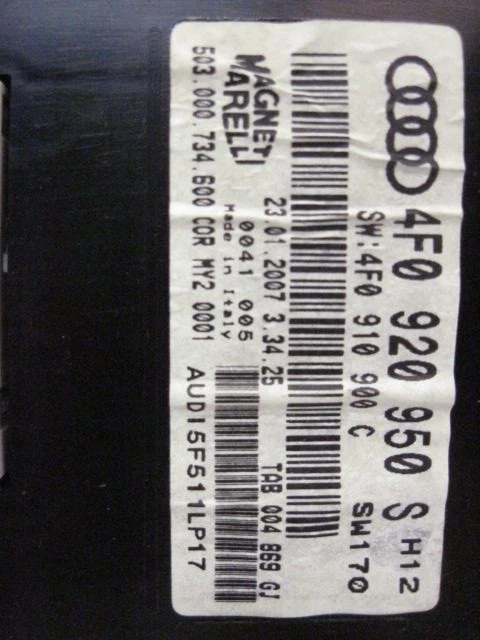 4F0 920 950 S H12
SW:4F0 910 900 C SW170
23.01.2007 3.34.25 TAB 004 869 GJ
MAGNETI
MARELLI
0041 005
Made in Italy
503.000.734.600 COR MY2 0001
AUD15F511LP17